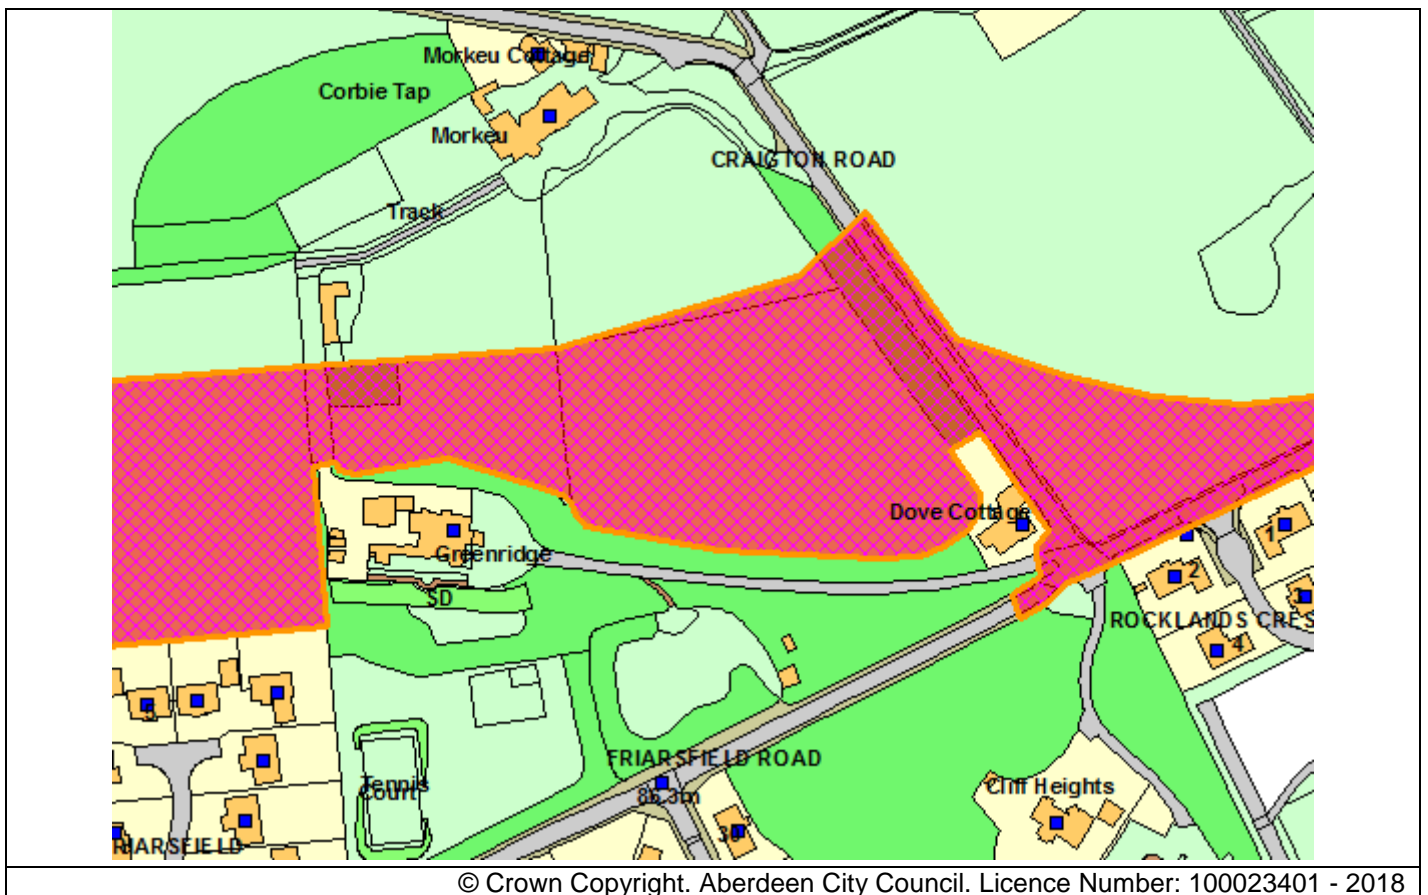 Morkeu Cottage
Corbie Tap
Morkeu
CRAIGTON ROAD
Track
Dove Cottage
Greenridge
SD
1
2
3
ROCKLANDS CRES
4
5
FRIARSFIELD ROAD
Tennis
Court
86.3m
Cliff Heights
30
RIARSFIELD
© Crown Copyright. Aberdeen City Council. Licence Number: 100023401 - 2018